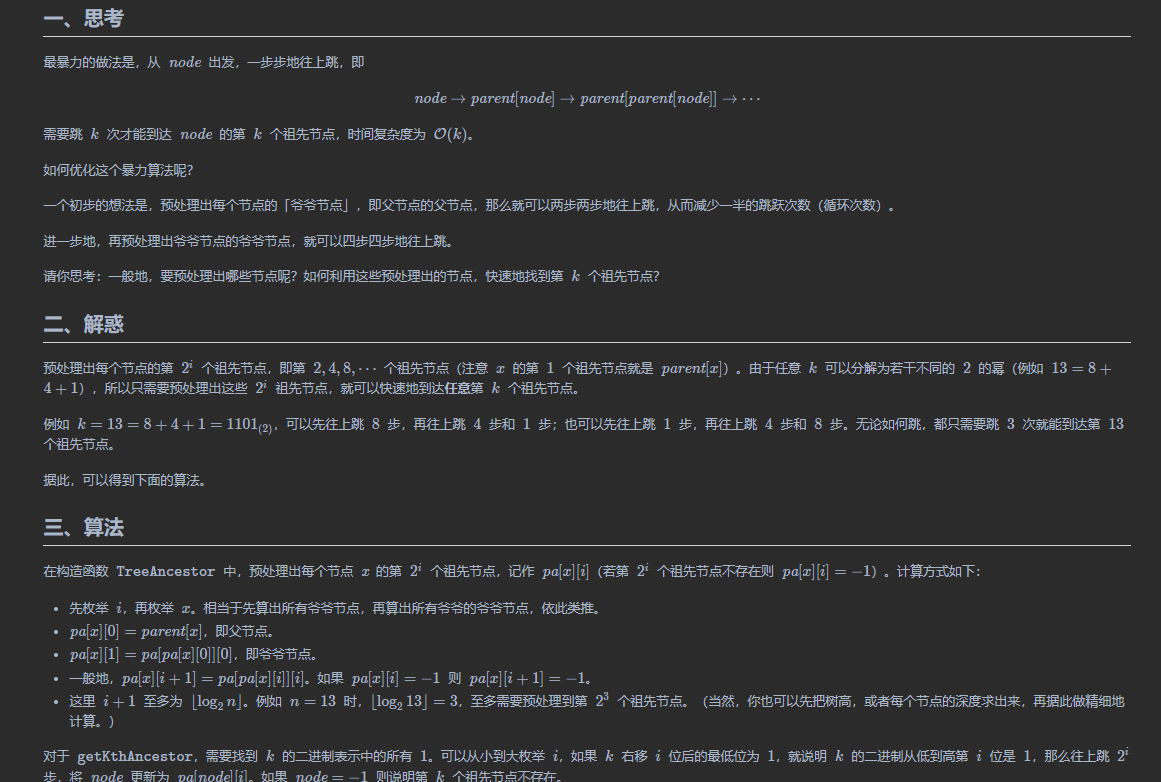 一、思考
最暴力的做法是，从 node 出发，一步步地往上跳，即
node → parent[node] → parent[parent[node]] → ···
需要跳 k 次才能到达 node 的第 k 个祖先节点，时间复杂度为 O(k)。
如何优化这个暴力算法呢？
一个初步的想法是，预处理出每个节点的「爷爷节点」，即父节点的父节点，那么就可以两步两步地往上跳，从而减少一半的跳跃次数（循环次数）。
进一步地，再预处理出爷爷节点的爷爷节点，就可以四步四步地往上跳。
请你思考：一般地，要预处理出哪些节点呢？如何利用这些预处理出的节点，快速地找到第 k 个祖先节点？
二、解惑
预处理出每个节点的第 2^i 个祖先节点，即第 2, 4, 8, ··· 个祖先节点（注意 x 的第 1 个祖先节点就是 parent[x]）。由于任意 k 可以分解为若干不同的 2 的幂（例如 13 = 8 +
4 + 1），所以只需要预处理出这些 2^i 祖先节点，就可以快速地到达任意第 k 个祖先节点。
例如 k = 13 = 8 + 4 + 1 = 1101_(2)，可以先往上跳 8 步，再往上跳 4 步和 1 步；也可以先往上跳 1 步，再往上跳 4 步和 8 步。无论如何跳，都只需要跳 3 次就能到达第 13
个祖先节点。
据此，可以得到下面的算法。
三、算法
在构造函数 TreeAncestor 中，预处理出每个节点 x 的第 2^i 个祖先节点，记作 pa[x][i]（若第 2^i 个祖先节点不存在则 pa[x][i] = −1）。计算方式如下：
• 先枚举 i，再枚举 x。相当于先算出所有爷爷节点，再算出所有爷爷的爷爷节点，依此类推。
• pa[x][0] = parent[x]，即父节点。
• pa[x][1] = pa[pa[x][0]][0]，即爷爷节点。
• 一般地，pa[x][i + 1] = pa[pa[x][i]][i]。如果 pa[x][i] = −1 则 pa[x][i + 1] = −1。
• 这里 i + 1 至多为 ⌊log₂ n⌋。例如 n = 13 时，⌊log₂ 13⌋ = 3，至多需要预处理到第 2^3 个祖先节点。（当然，你也可以先把树高，或者每个节点的深度求出来，再据此做精细地
计算。）
对于 getKthAncestor，需要找到 k 的二进制表示中的所有 1。可以从小到大枚举 i，如果 k 右移 i 位后的最低位为 1，就说明 k 的二进制从低到高第 i 位是 1，那么往上跳 2^i
步，将 node 更新为 pa[node][i]。如果 node = −1 则说明第 k 个祖先节点不存在。